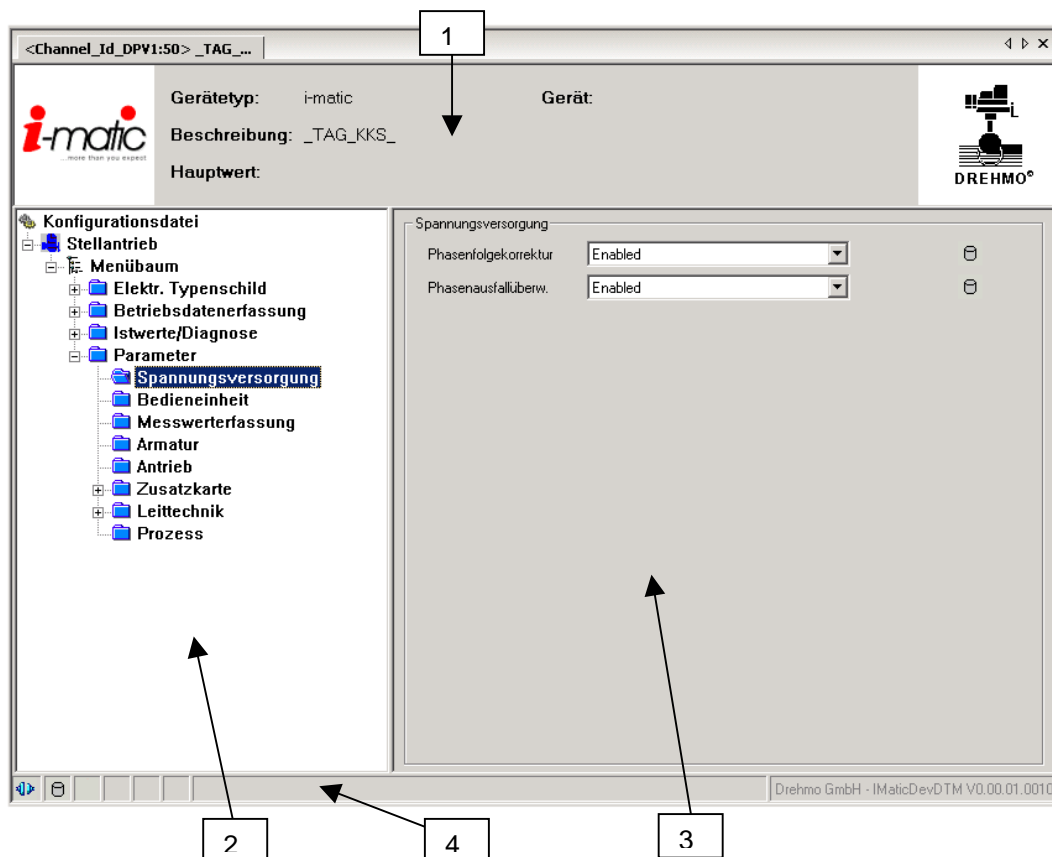 1
<Channel_Id_DPV1:50> _TAG_...
i-matic
...more than you expect
Gerätetyp: i-matic Gerät:
Beschreibung: _TAG_KKS_
Hauptwert:
DREHMO®
Konfigurationsdatei
Stellantrieb
Menübaum
Elektr. Typenschild
Betriebsdatenerfassung
Istwerte/Diagnose
Parameter
Spannungsversorgung
Bedieneinheit
Messwerterfassung
Armatur
Antrieb
Zusatzkarte
Leittechnik
Prozess
Spannungsversorgung
Phasenfolgekorrektur Enabled
Phasenausfallüberw. Enabled
Drehmo GmbH - IMaticDevDTM V0.00.01.0010
2
4
3